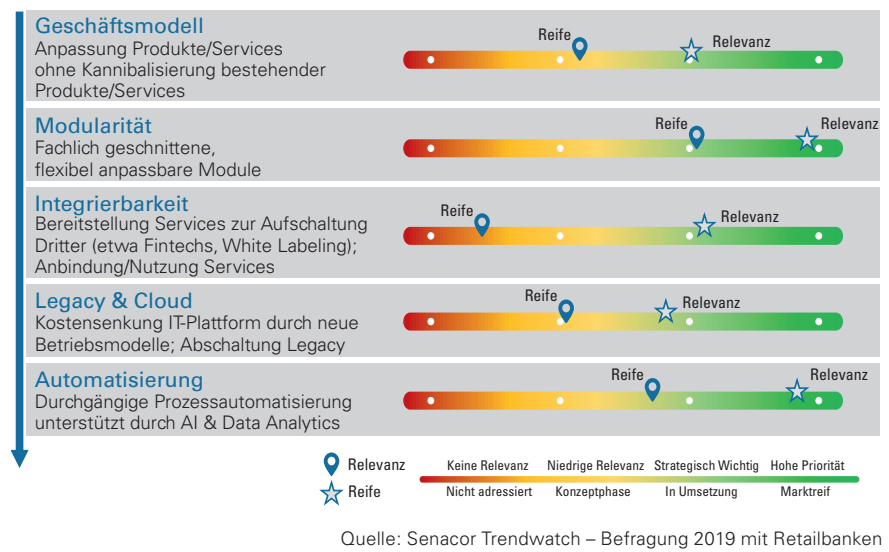 Geschäftsmodell
Anpassung Produkte/Services
ohne Kannibalisierung bestehender
Produkte/Services
Reife
Relevanz
Modularität
Fachlich geschnittene,
flexibel anpassbare Module
Reife
Relevanz
Integrierbarkeit
Bereitstellung Services zur Aufschaltung
Dritter (etwa Fintechs, White Labeling);
Anbindung/Nutzung Services
Reife
Relevanz
Legacy & Cloud
Kostensenkung IT-Plattform durch neue
Betriebsmodelle; Abschaltung Legacy
Reife
Relevanz
Automatisierung
Durchgängige Prozessautomatisierung
unterstützt durch AI & Data Analytics
Reife
Relevanz
Relevanz
Keine Relevanz Niedrige Relevanz Strategisch Wichtig Hohe Priorität
Reife
Nicht adressiert Konzeptphase In Umsetzung Marktreif
Quelle: Senacor Trendwatch – Befragung 2019 mit Retailbanken